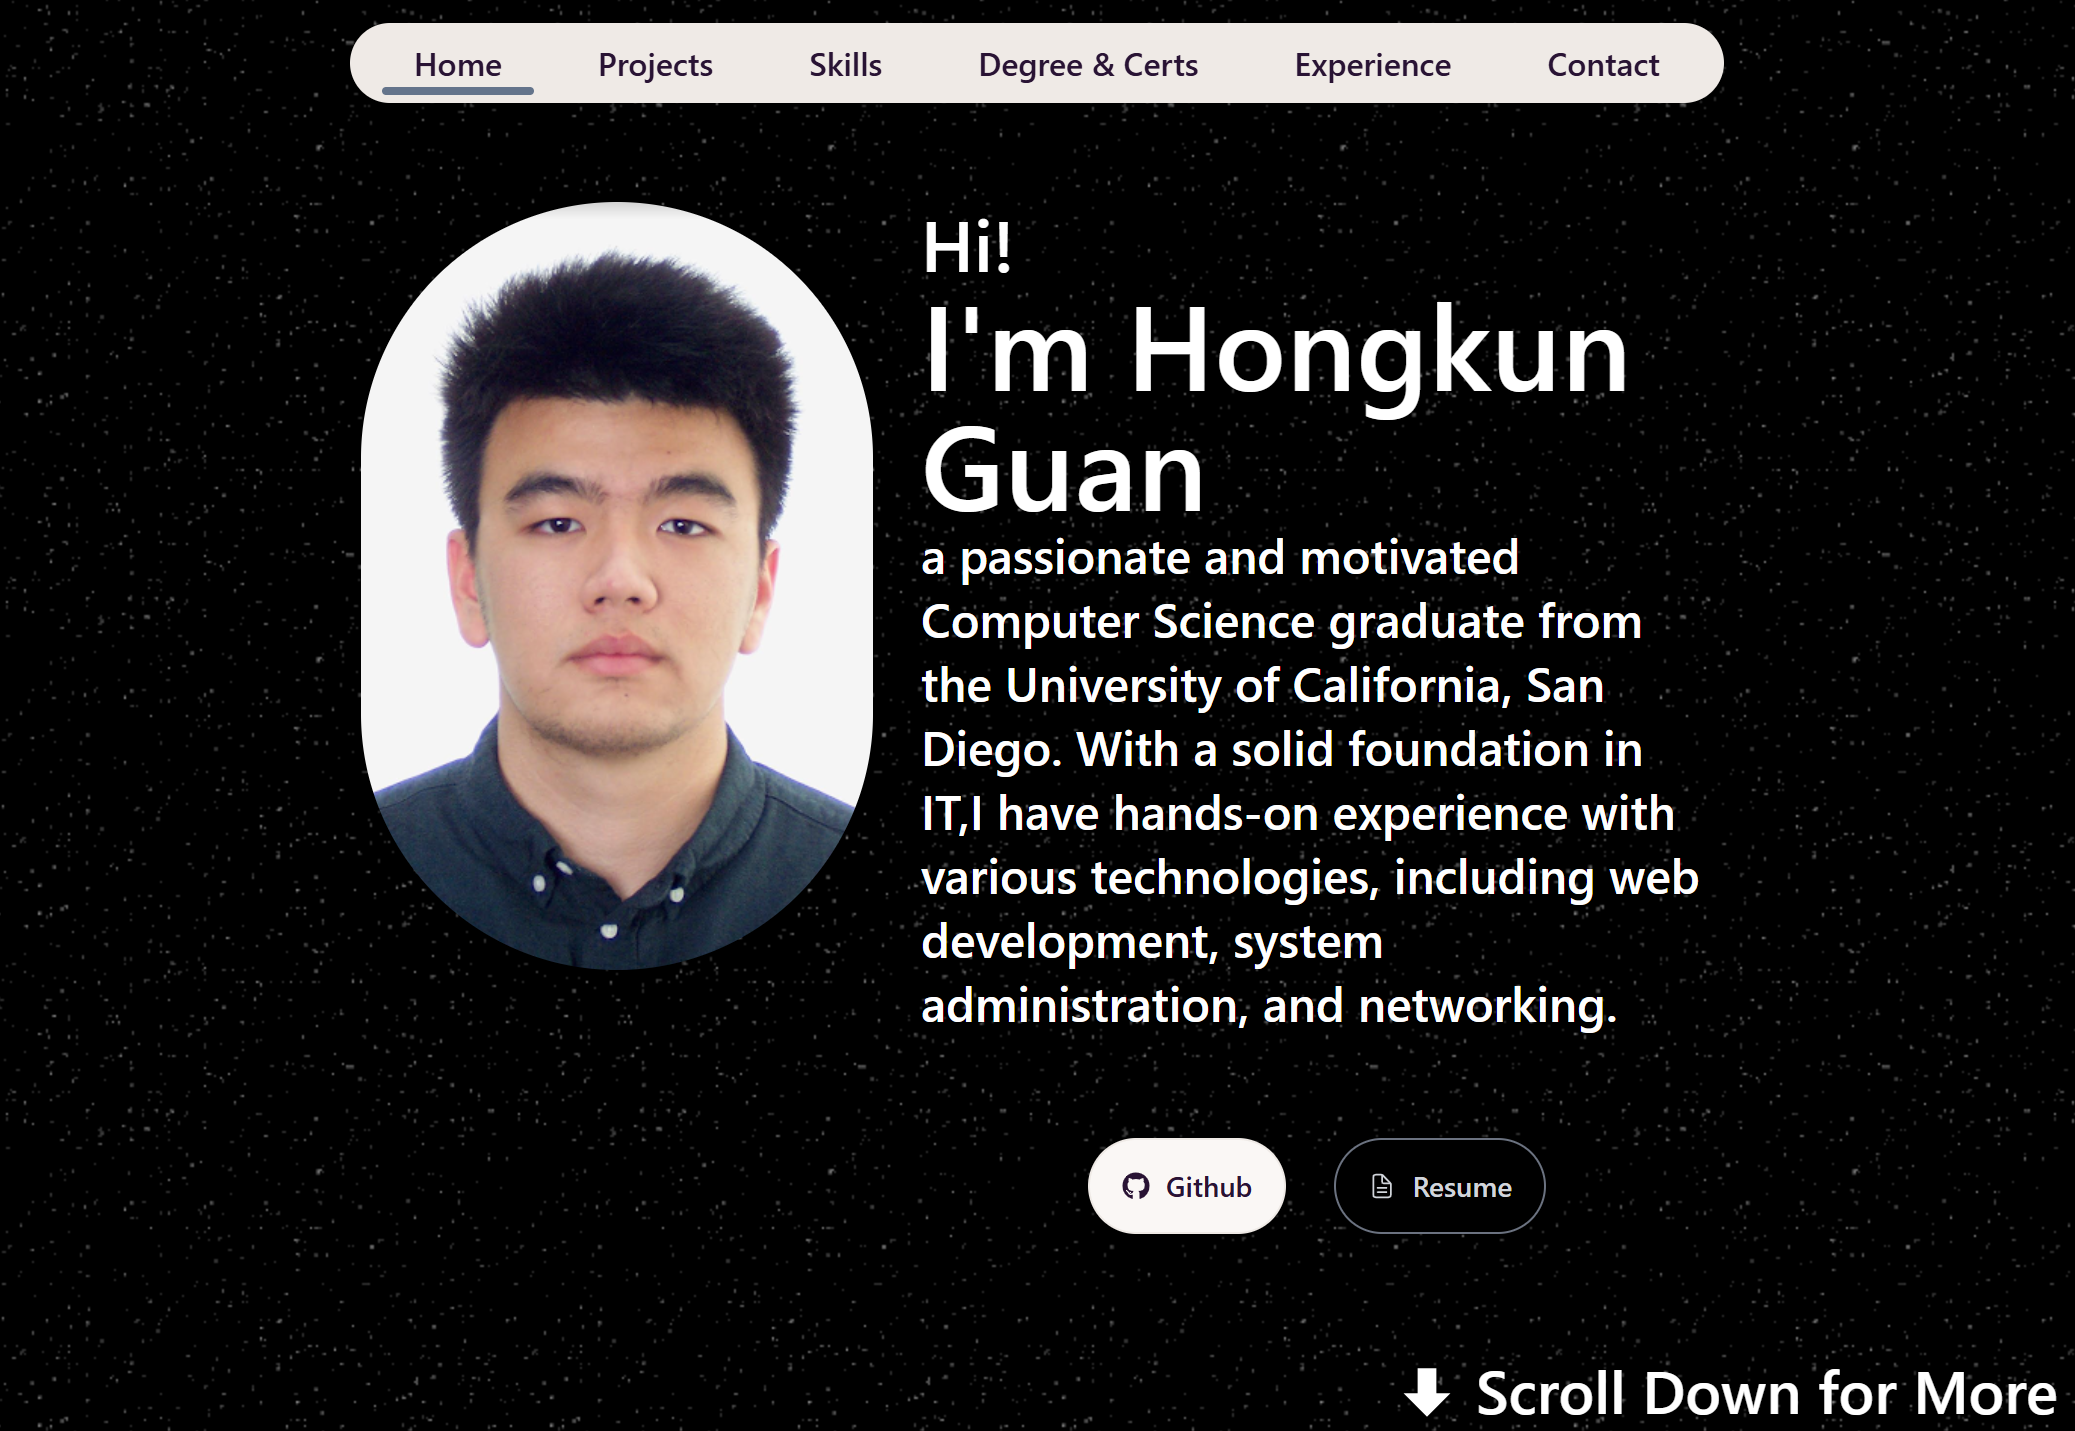 Home Projects Skills Degree & Certs Experience Contact
Hi!
I'm Hongkun
Guan
a passionate and motivated
Computer Science graduate from
the University of California, San
Diego. With a solid foundation in
IT,I have hands-on experience with
various technologies, including web
development, system
administration, and networking.
Github Resume
Scroll Down for More